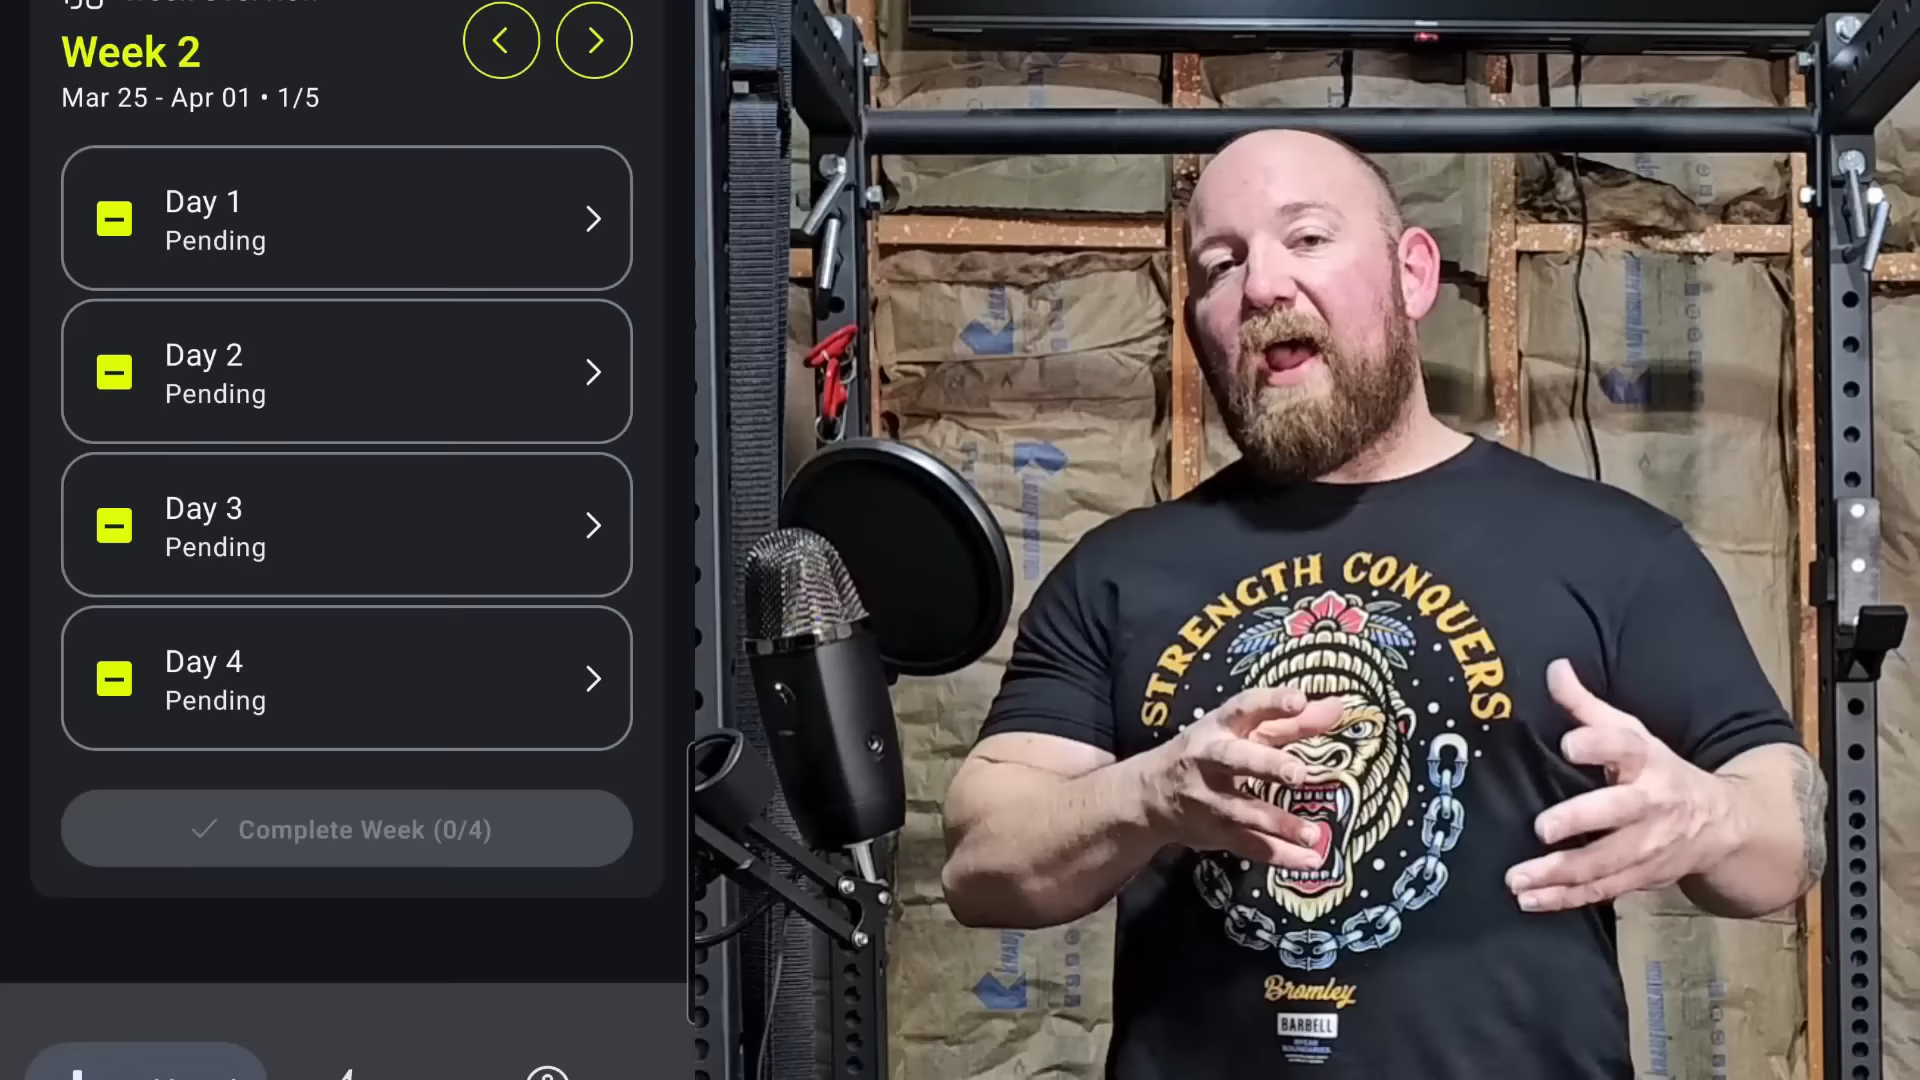 Week 2
Mar 25 - Apr 01 • 1/5
Day 1
Pending
Day 2
Pending
Day 3
Pending
Day 4
Pending
Complete Week (0/4)
STRENGTH CONQUERS
Bromley
BARBELL